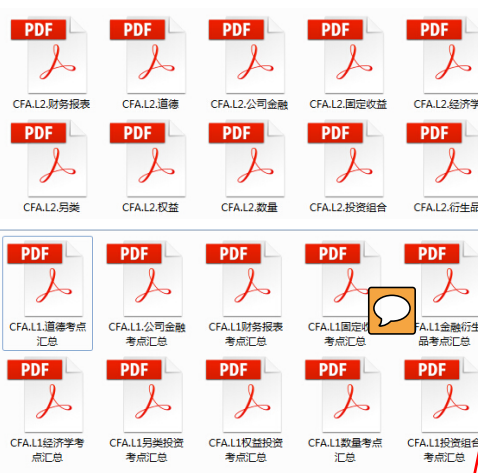 PDF PDF PDF PDF PDF
CFA.L2.财务报表 CFA.L2.道德 CFA.L2.公司金融 CFA.L2.固定收益 CFA.L2.经济学
PDF PDF PDF PDF PDF
CFA.L2.另类 CFA.L2.权益 CFA.L2.数量 CFA.L2.投资组合 CFA.L2.衍生品
PDF PDF PDF PDF PDF
CFA.L1.道德考点 CFA.L1.公司金融 CFA.L1财务报表 CFA.L1固定收 FA.L1金融衍生
汇总 考点汇总 考点汇总 考点汇总 品考点汇总
PDF PDF PDF PDF PDF
CFA.L1经济学考 CFA.L1另类投资 CFA.L1权益投资 CFA.L1数量考点 CFA.L1投资组合
点汇总 考点汇总 考点汇总 汇总 考点汇总